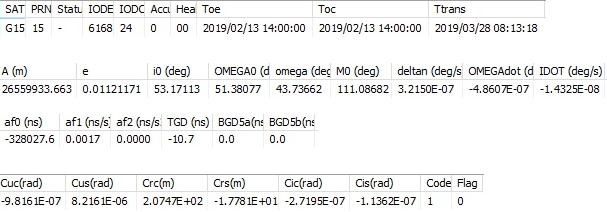 SAT PRN Statu IODE IODC Accu Hea Toe Toc Ttrans
G15 15 - 6168 24 0 00 2019/02/13 14:00:00 2019/02/13 14:00:00 2019/03/28 08:13:18
A (m) e i0 (deg) OMEGA0 (d omega (deg M0 (deg) deltan (deg/s OMEGAdot (d IDOT (deg/s)
26559933.663 0.01121171 53.17113 51.38077 43.73662 111.08682 3.2150E-07 -4.8607E-07 -1.4325E-08
af0 (ns) af1 (ns/s af2 (ns/s TGD (ns) BGD5a(ns BGD5b(ns
-328027.6 0.0017 0.0000 -10.7 0.0 0.0
Cuc(rad) Cus(rad) Crc(m) Crs(m) Cic(rad) Cis(rad) Code Flag
-9.8161E-07 8.2161E-06 2.0747E+02 -1.7781E+01 -2.7195E-07 -1.1362E-07 1 0